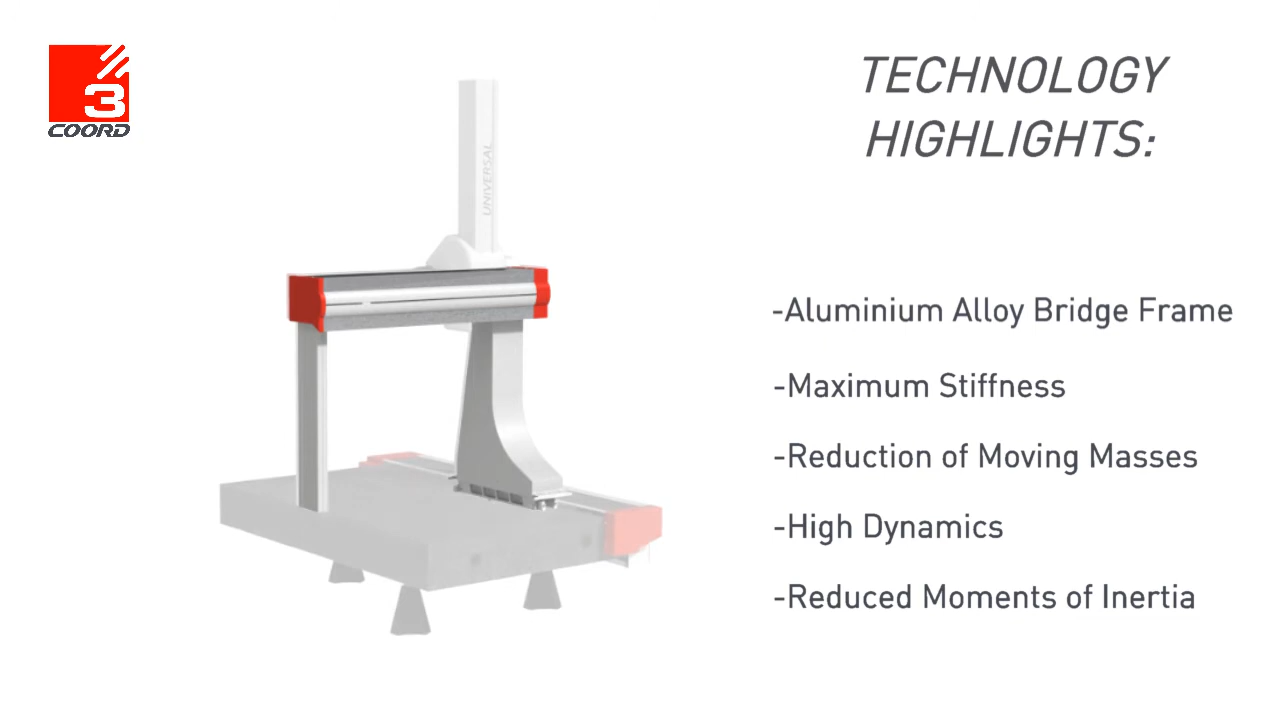 3
COORD
TECHNOLOGY
HIGHLIGHTS:
UNIVERSAL
-Aluminium Alloy Bridge Frame
-Maximum Stiffness
-Reduction of Moving Masses
-High Dynamics
-Reduced Moments of Inertia